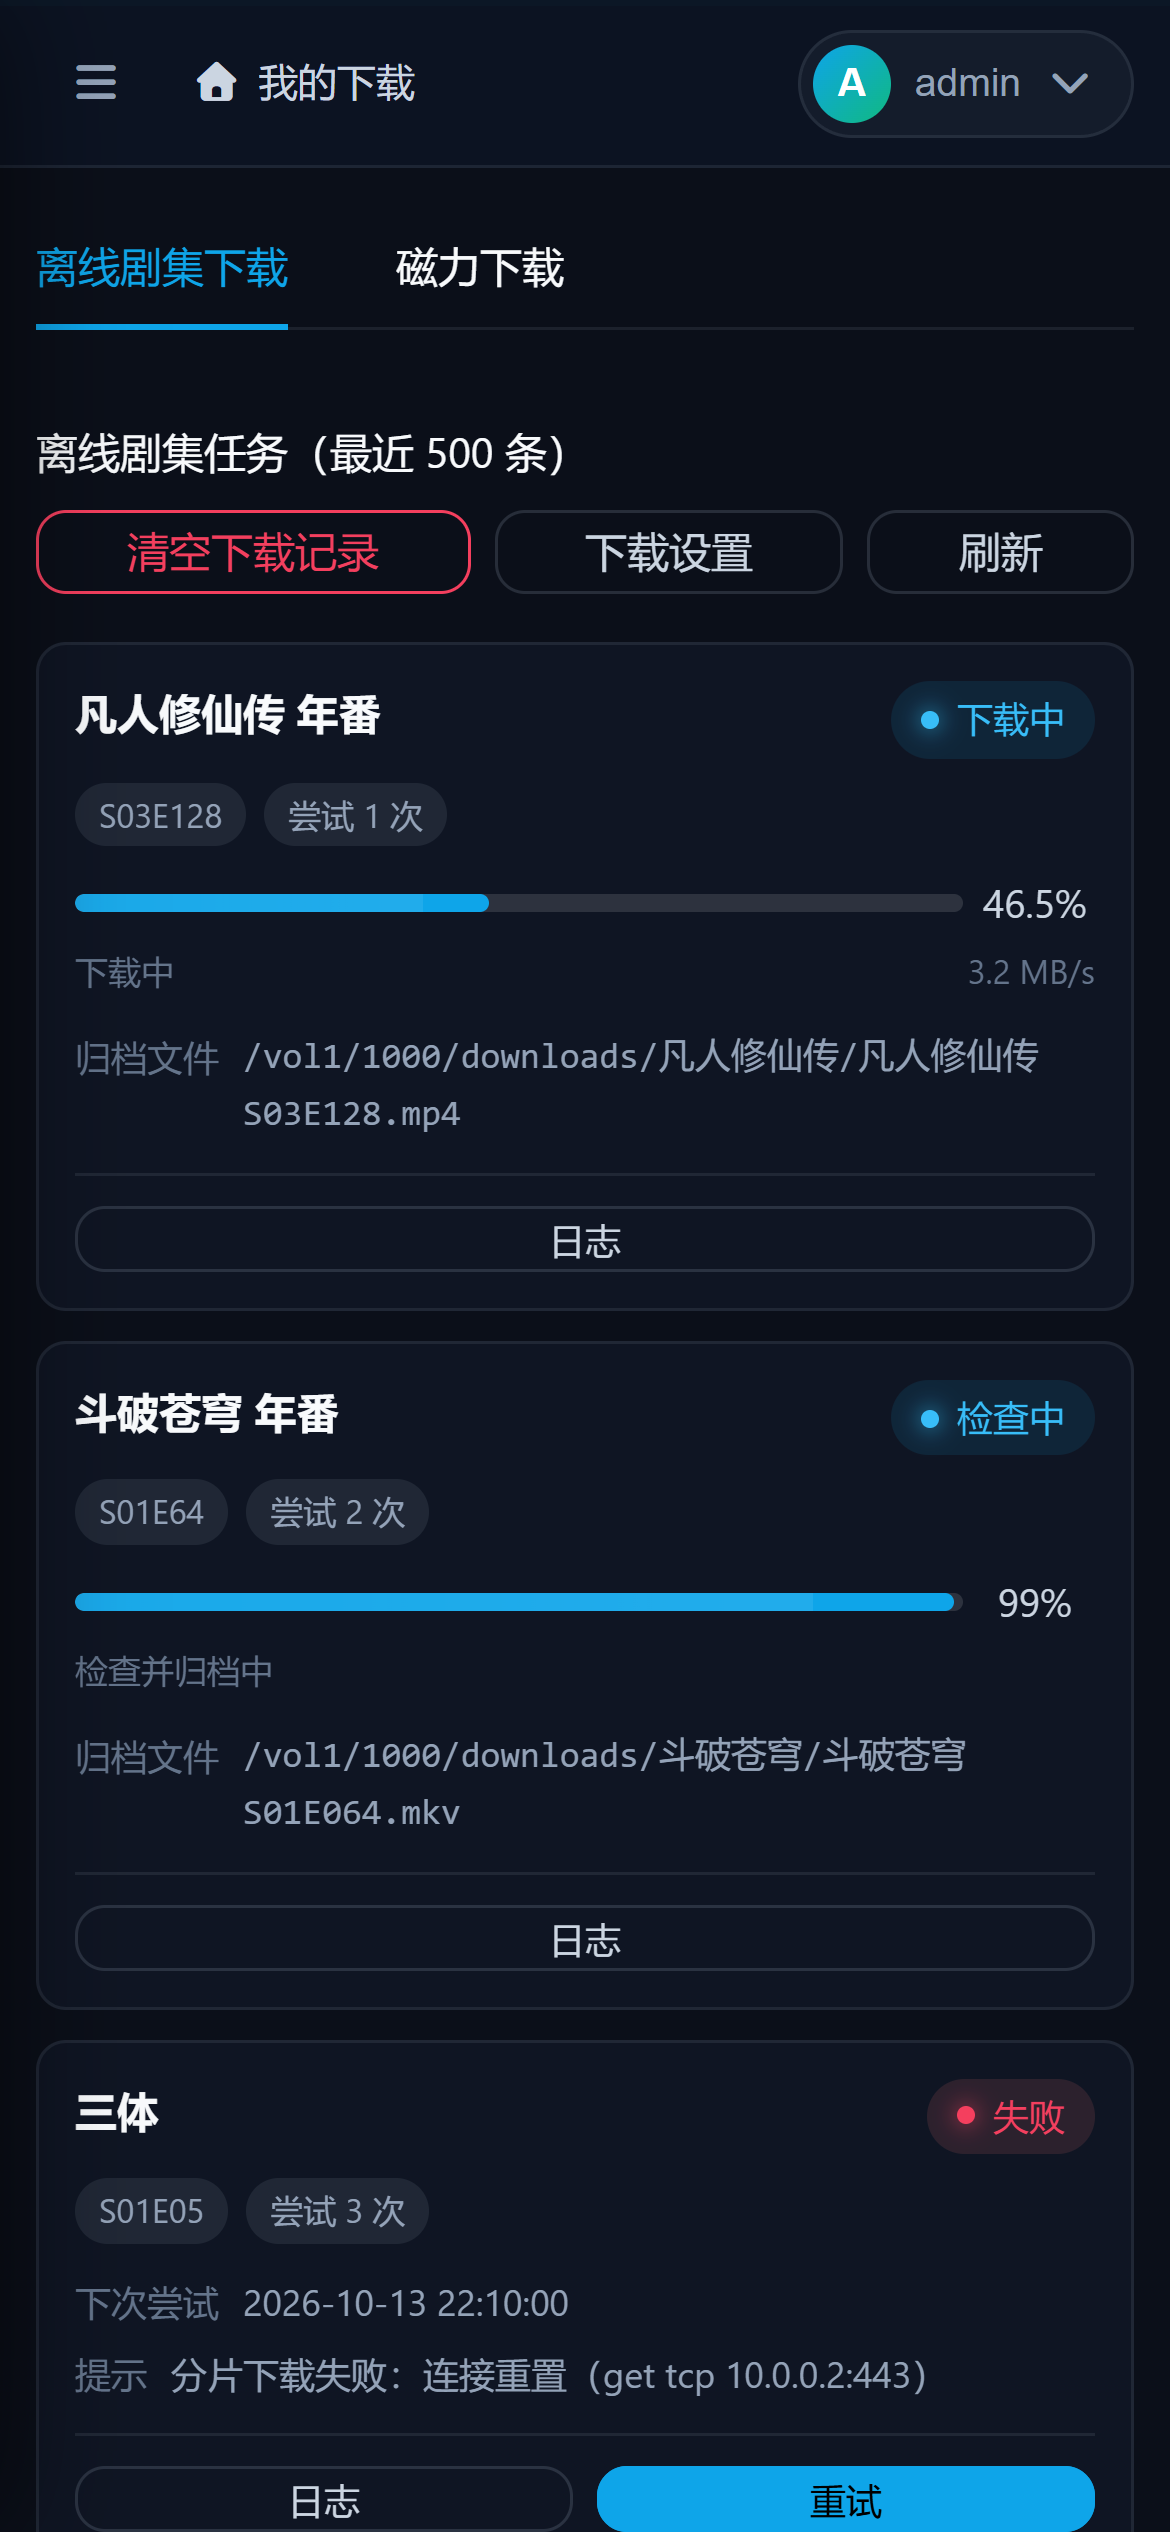 我的下载
A admin
离线剧集下载 磁力下载
离线剧集任务（最近 500 条）
清空下载记录 下载设置 刷新
凡人修仙传 年番 下载中
S03E128 尝试 1 次
46.5%
下载中 3.2 MB/s
归档文件 /vol1/1000/downloads/凡人修仙传/凡人修仙传
S03E128.mp4
日志
斗破苍穹 年番 检查中
S01E64 尝试 2 次
99%
检查并归档中
归档文件 /vol1/1000/downloads/斗破苍穹/斗破苍穹
S01E064.mkv
日志
三体 失败
S01E05 尝试 3 次
下次尝试 2026-10-13 22:10:00
提示 分片下载失败：连接重置（get tcp 10.0.0.2:443）
日志 重试